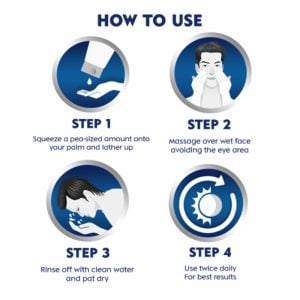 HOW TO USE
STEP 1
Squeeze a pea-sized amount onto
your palm and lather up
STEP 2
Massage over wet face
avoiding the eye area
STEP 3
Rinse off with clean water
and pat dry
STEP 4
Use twice daily
For best results